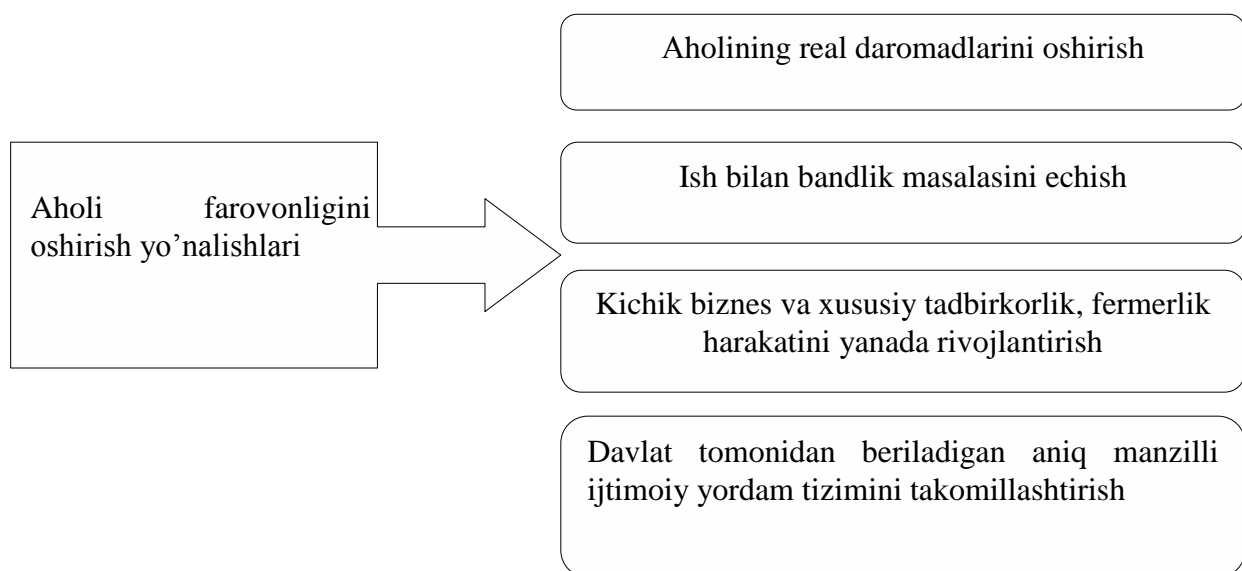 Aholi farovonligini
oshirish yo’nalishlari
Aholining real daromadlarini oshirish
Ish bilan bandlik masalasini echish
Kichik biznes va xususiy tadbirkorlik, fermerlik
harakatini yanada rivojlantirish
Davlat tomonidan beriladigan aniq manzilli
ijtimoiy yordam tizimini takomillashtirish